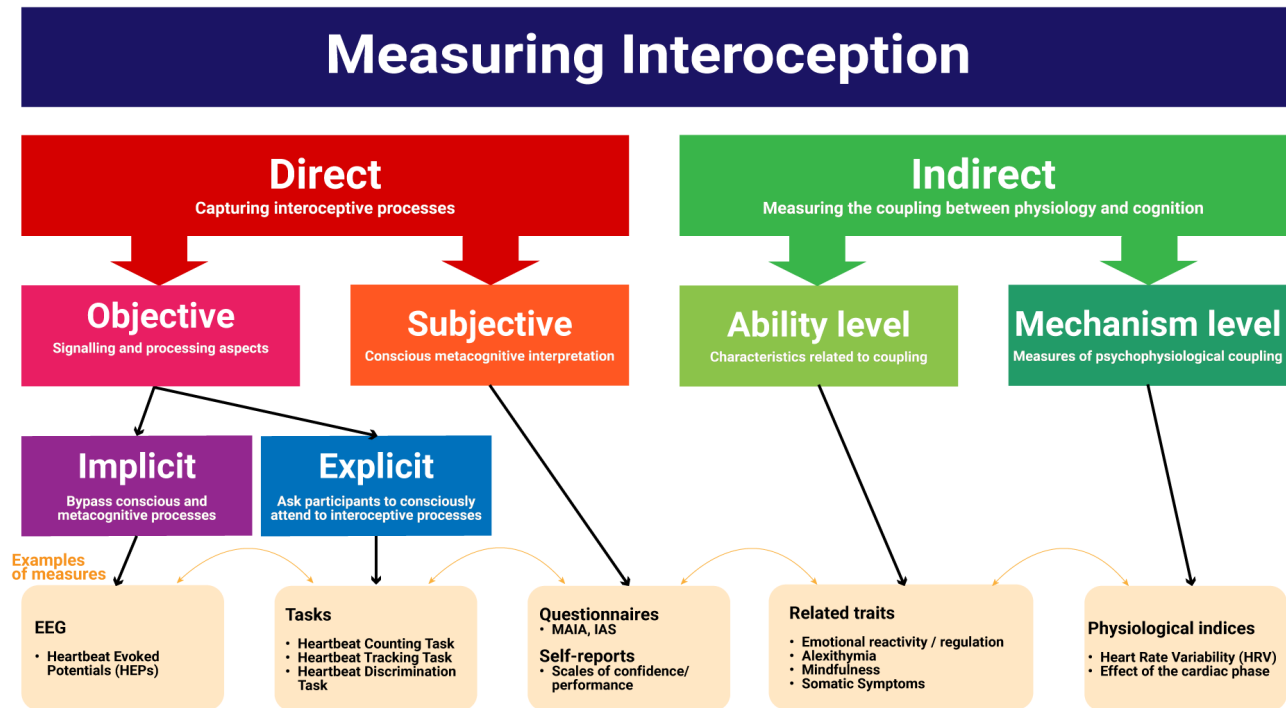 Measuring Interoception
Direct
Capturing interoceptive processes
Indirect
Measuring the coupling between physiology and cognition
Objective
Signalling and processing aspects
Subjective
Conscious metacognitive interpretation
Ability level
Characteristics related to coupling
Mechanism level
Measures of psychophysiological coupling
Implicit
Bypass conscious and
metacognitive processes
Explicit
Ask participants to consciously
attend to interoceptive processes
Examples
of measures
EEG
• Heartbeat Evoked
Potentials (HEPs)
Tasks
• Heartbeat Counting Task
• Heartbeat Tracking Task
• Heartbeat Discrimination
Task
Questionnaires
• MAIA, IAS
Self-reports
• Scales of confidence/
performance
Related traits
• Emotional reactivity / regulation
• Alexithymia
• Mindfulness
• Somatic Symptoms
Physiological indices
• Heart Rate Variability (HRV)
• Effect of the cardiac phase